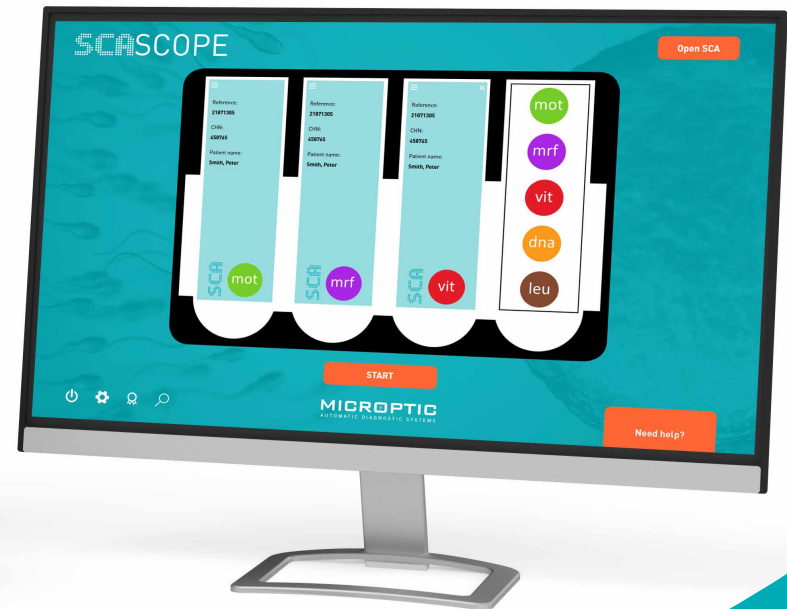 SCASCOPE
Open SCA
Reference:
21871305
CHN:
458765
Patient name:
Smith, Peter
SCA
mot
Reference:
21871305
CHN:
458765
Patient name:
Smith, Peter
SCA
mrf
Reference:
21871305
CHN:
458765
Patient name:
Smith, Peter
SCA
vit
mot
mrf
vit
dna
leu
START
MICROPTIC
AUTOMATIC DIAGNOSTIC SYSTEMS
Need help?